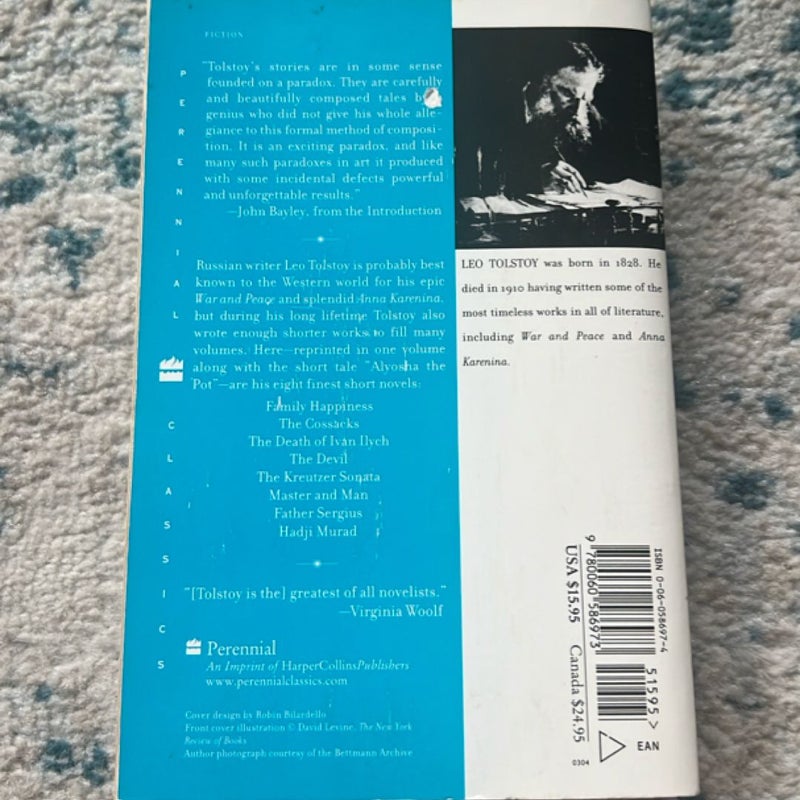 FICTION
"Tolstoy's stories are in some sense
founded on a paradox. They are carefully
and beautifully composed tales
genius who did not give his whole alle-
giance to this formal method of composi-
tion. It is an exciting paradox, and like
many such paradoxes in art it produced
with some incidental defects powerful
and unforgettable results."
—John Bayley, from the Introduction
Russian writer Leo Tolstoy is probably best
known to the Western world for his epic
War and Peace and splendid Anna Karenina,
but during his long lifetime Tolstoy also
wrote enough shorter works to fill many
volumes. Here—reprinted in one volume
along with the short tale "Alyosha the
Pot"—are his eight finest short novels:
Family Happiness
The Cossacks
The Death of Ivan Ilych
The Devil
The Kreutzer Sonata
Master and Man
Father Sergius
Hadji Murad
"[Tolstoy is the] greatest of all novelists."
—Virginia Woolf
Perennial
An Imprint of HarperCollinsPublishers
www.perennialclassics.com
Cover design by Robin Bilardello
Front cover illustration © David Levine, The New York
Review of Books
Author photograph courtesy of the Bettmann Archive
PERENNIAL CLASSICS
LEO TOLSTOY was born in 1828. He
died in 1910 having written some of the
most timeless works in all of literature,
including War and Peace and Anna
Karenina.
ISBN 0-06-058697-4
9 780060 586973
51595>
EAN
USA $15.95 Canada $24.95
0304